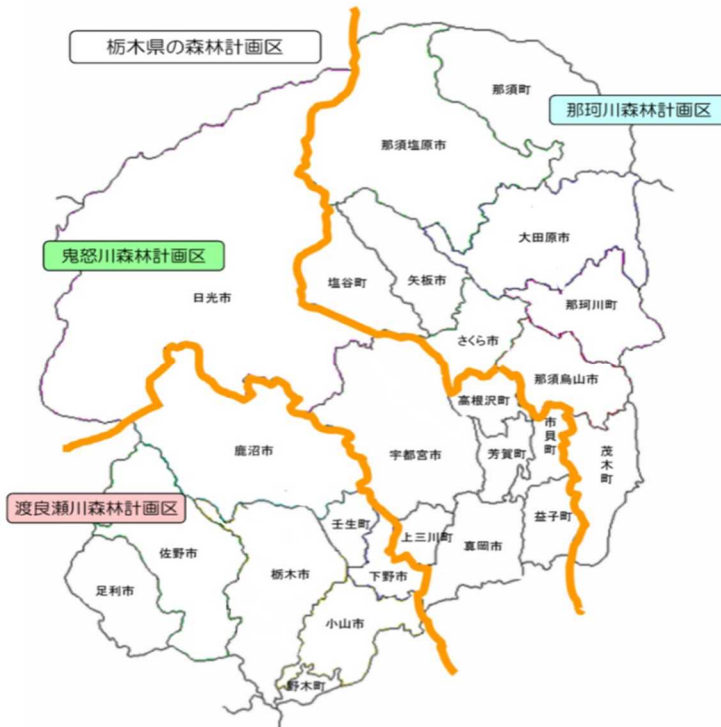 栃木県の森林計画区
那須町
那珂川森林計画区
那須塩原市
大田原市
鬼怒川森林計画区
塩谷町
矢板市
日光市
那珂川町
さくら市
那須烏山市
高根沢町
市貝町
鹿沼市
宇都宮市
芳賀町
茂木町
渡良瀬川森林計画区
壬生町
上三川町
真岡市
益子町
佐野市
栃木市
下野市
足利市
小山市
野木町